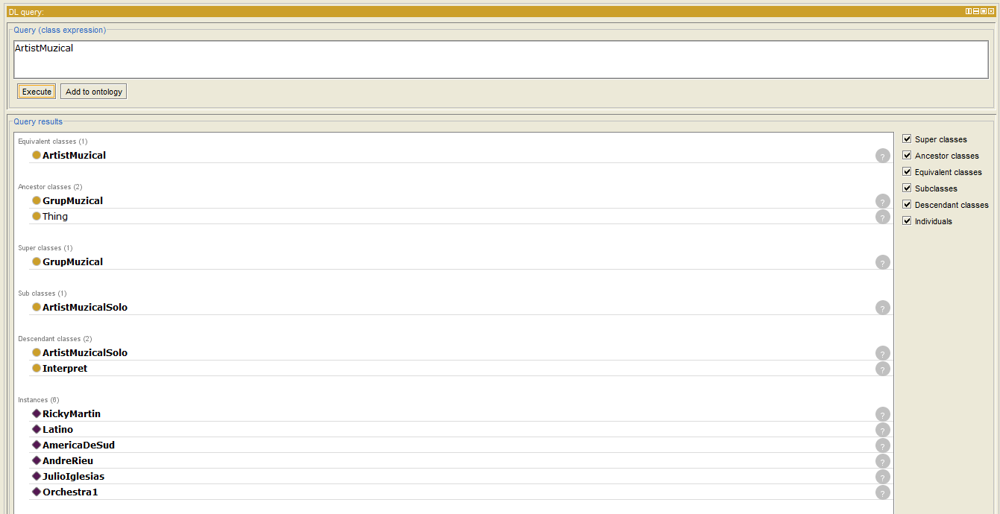 DL query:
Query (class expression)
ArtistMuzical
Execute Add to ontology
Query results
Equivalent classes (1)
ArtistMuzical
?
Ancestor classes (2)
GrupMuzical
?
Thing
?
Super classes (1)
GrupMuzical
?
Sub classes (1)
ArtistMuzicalSolo
?
Descendant classes (2)
ArtistMuzicalSolo
?
Interpret
?
Instances (6)
RickyMartin
?
Latino
?
AmericaDeSud
?
AndreRieu
?
JulioIglesias
?
Orchestra1
?
Super classes
Ancestor classes
Equivalent classes
Subclasses
Descendant classes
Individuals